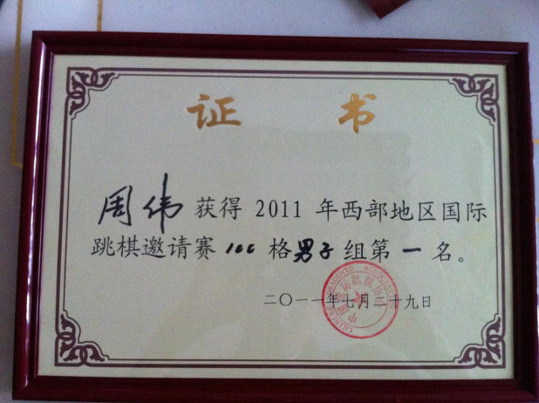 证 书
周伟 获得 2011 年西部地区国际
跳棋邀请赛 100 格 男子 组第 一 名。
二〇一一年七月二十九日